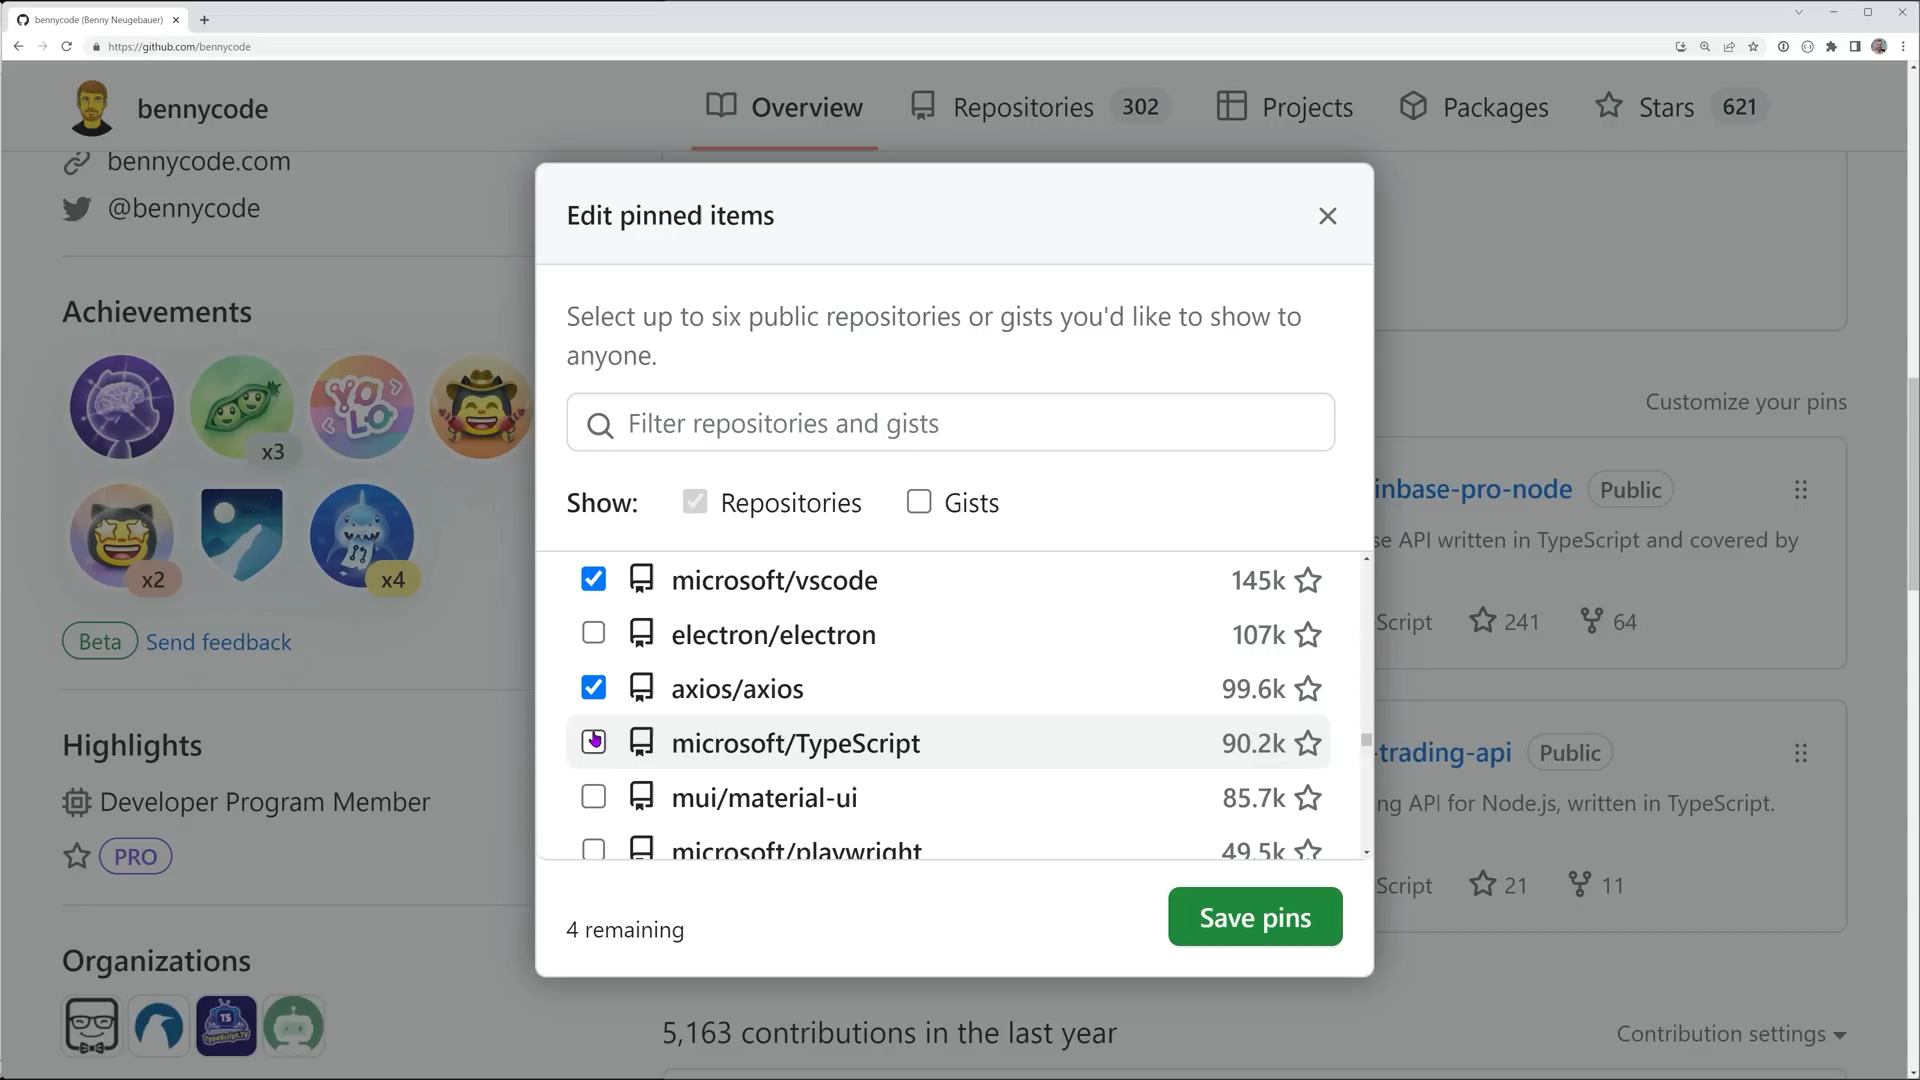 bennycode (Benny Neugebauer)
https://github.com/bennycode
bennycode
Overview
Repositories 302
Projects
Packages
Stars 621
bennycode.com
@bennycode
Achievements
x3
YOLO
x2
x4
Beta Send feedback
Highlights
Developer Program Member
PRO
Organizations
TS
TypeScript.TV
Edit pinned items
Select up to six public repositories or gists you'd like to show to
anyone.
Filter repositories and gists
Show: Repositories Gists
microsoft/vscode 145k
electron/electron 107k
axios/axios 99.6k
microsoft/TypeScript 90.2k
mui/material-ui 85.7k
microsoft/playwright 49.5k
4 remaining
Save pins
Customize your pins
inbase-pro-node Public
se API written in TypeScript and covered by
Script 241 64
-trading-api Public
ng API for Node.js, written in TypeScript.
Script 21 11
5,163 contributions in the last year
Contribution settings